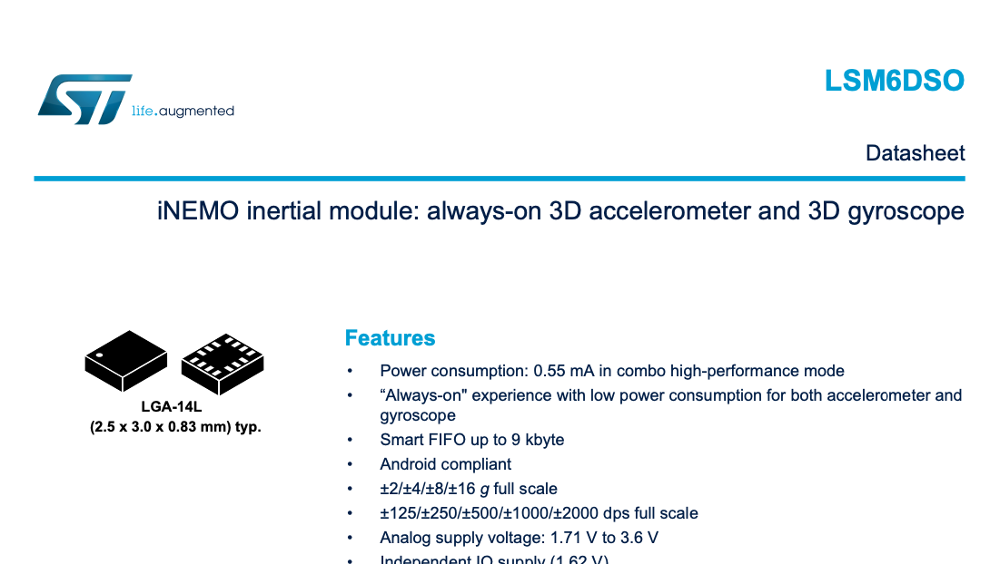 LSM6DSO
life.augmented
Datasheet
iNEMO inertial module: always-on 3D accelerometer and 3D gyroscope
LGA-14L
(2.5 x 3.0 x 0.83 mm) typ.
Features
• Power consumption: 0.55 mA in combo high-performance mode
• “Always-on" experience with low power consumption for both accelerometer and
gyroscope
• Smart FIFO up to 9 kbyte
• Android compliant
• ±2/±4/±8/±16 g full scale
• ±125/±250/±500/±1000/±2000 dps full scale
• Analog supply voltage: 1.71 V to 3.6 V
• Independent IO supply (1.62 V)